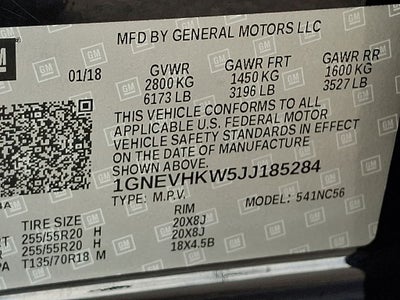 MFD BY GENERAL MOTORS LLC
GM
01/18 GVWR GAWR FRT GAWR RR
2800 KG 1450 KG 1600 KG
6173 LB 3196 LB 3527 LB
THIS VEHICLE CONFORMS TO ALL
APPLICABLE U.S. FEDERAL MOTOR
VEHICLE SAFETY STANDARDS IN EFFECT
ON THE DATE OF MANUFACTURE
SHOWN ABOVE.
1GNEVHKW5JJ185284
TYPE: M.P.V. MODEL: 541NC56
TIRE SIZE RIM
255/55R20 H 20X8J
255/55R20 H 20X8J
T135/70R18 M 18X4.5B